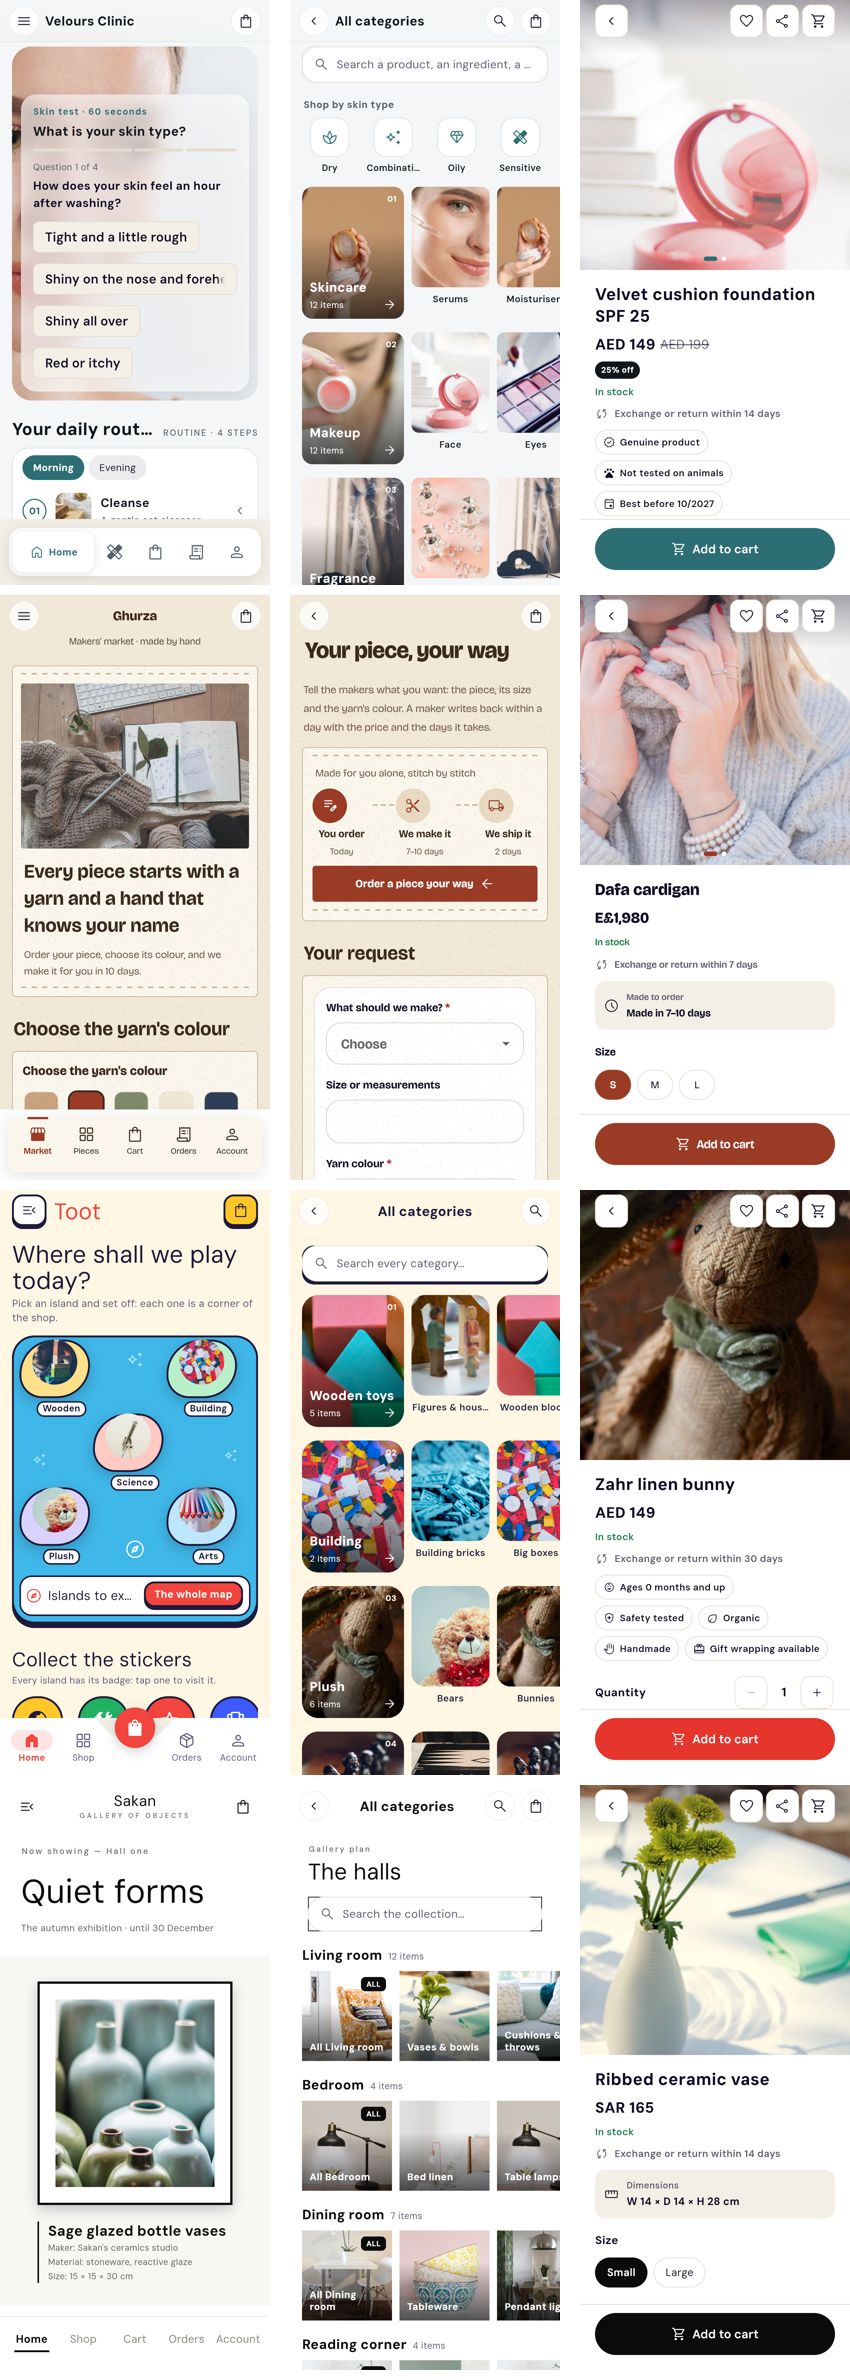 Velours Clinic
Skin test · 60 seconds
What is your skin type?
Question 1 of 4
How does your skin feel an hour
after washing?
Tight and a little rough
Shiny on the nose and forehe
Shiny all over
Red or itchy
Your daily rout...
ROUTINE · 4 STEPS
Morning
Evening
01
Cleanse
Home
All categories
Search a product, an ingredient, a ...
Shop by skin type
Dry
Combinati...
Oily
Sensitive
01
Skincare
12 items
Serums
Moisturiser
02
Makeup
12 items
Face
Eyes
03
Fragrance
Velvet cushion foundation
SPF 25
AED 149 AED 199
25% off
In stock
Exchange or return within 14 days
Genuine product
Not tested on animals
Best before 10/2027
Add to cart
Ghurza
Makers' market · made by hand
Every piece starts with a
yarn and a hand that
knows your name
Order your piece, choose its colour, and we
make it for you in 10 days.
Choose the yarn's colour
Choose the yarn's colour
Market
Pieces
Cart
Orders
Account
Your piece, your way
Tell the makers what you want: the piece, its size
and the yarn's colour. A maker writes back within a
day with the price and the days it takes.
Made for you alone, stitch by stitch
You order
We make it
We ship it
Today
7–10 days
2 days
Order a piece your way
Your request
What should we make? *
Choose
Size or measurements
Yarn colour *
Dafa cardigan
E£1,980
In stock
Exchange or return within 7 days
Made to order
Made in 7–10 days
Size
S
M
L
Add to cart
Toot
Where shall we play
today?
Pick an island and set off: each one is a corner of
the shop.
Wooden
Building
Science
Plush
Arts
Islands to ex...
The whole map
Collect the stickers
Every island has its badge: tap one to visit it.
Home
Shop
Orders
Account
All categories
Search every category...
01
Wooden toys
5 items
Figures & hous...
Wooden bloc
02
Building
2 items
Building bricks
Big boxes
03
Plush
6 items
Bears
Bunnies
04
Zahr linen bunny
AED 149
In stock
Exchange or return within 30 days
Ages 0 months and up
Safety tested
Organic
Handmade
Gift wrapping available
Quantity
1
Add to cart
Sakan
GALLERY OF OBJECTS
Now showing — Hall one
Quiet forms
The autumn exhibition · until 30 December
Sage glazed bottle vases
Maker: Sakan's ceramics studio
Material: stoneware, reactive glaze
Size: 15 × 15 × 30 cm
Home
Shop
Cart
Orders
Account
All categories
Gallery plan
The halls
Search the collection...
Living room 12 items
ALL
All Living room
Vases & bowls
Cushions &
throws
Bedroom 4 items
ALL
All Bedroom
Bed linen
Table lamps
Dining room 7 items
ALL
All Dining
room
Tableware
Pendant lig
Reading corner 4 items
Ribbed ceramic vase
SAR 165
In stock
Exchange or return within 14 days
Dimensions
W 14 × D 14 × H 28 cm
Size
Small
Large
Add to cart